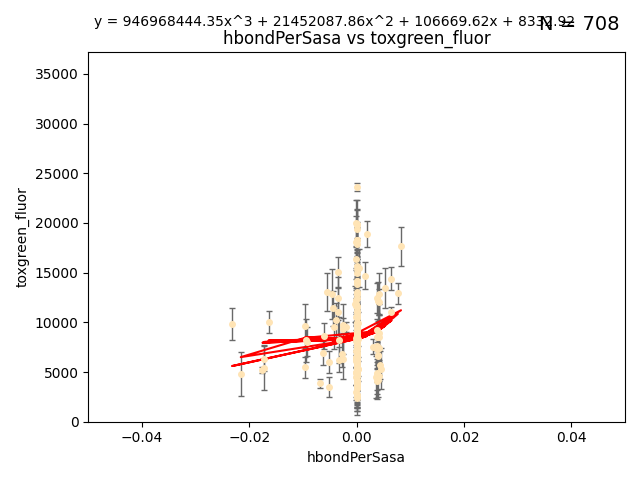 y = 946968444.35x^3 + 21452087.86x^2 + 106669.62x + 8332.92
N = 708
hbondPerSasa vs toxgreen_fluor
toxgreen_fluor
35000
30000
25000
20000
15000
10000
5000
0
−0.04 −0.02 0.00 0.02 0.04
hbondPerSasa